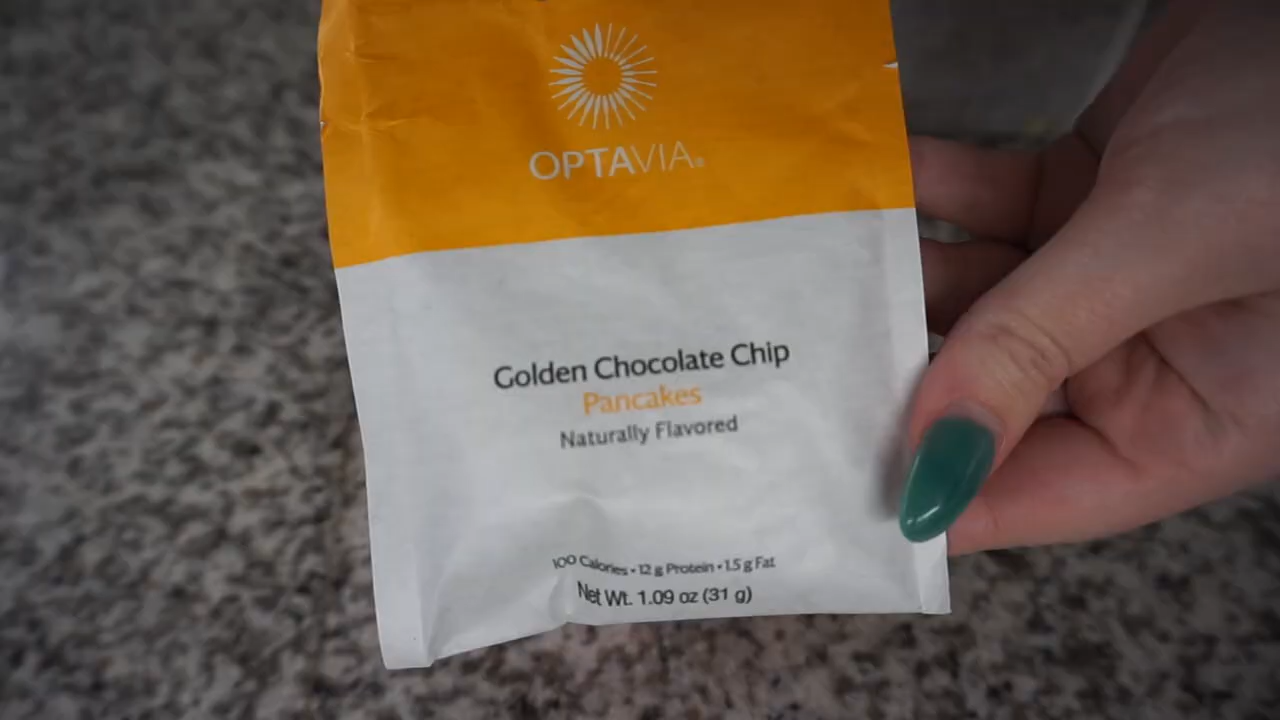 OPTAVIA®
Golden Chocolate Chip
Pancakes
Naturally Flavored
100 Calories • 12 g Protein • 1.5 g Fat
Net Wt. 1.09 oz (31 g)